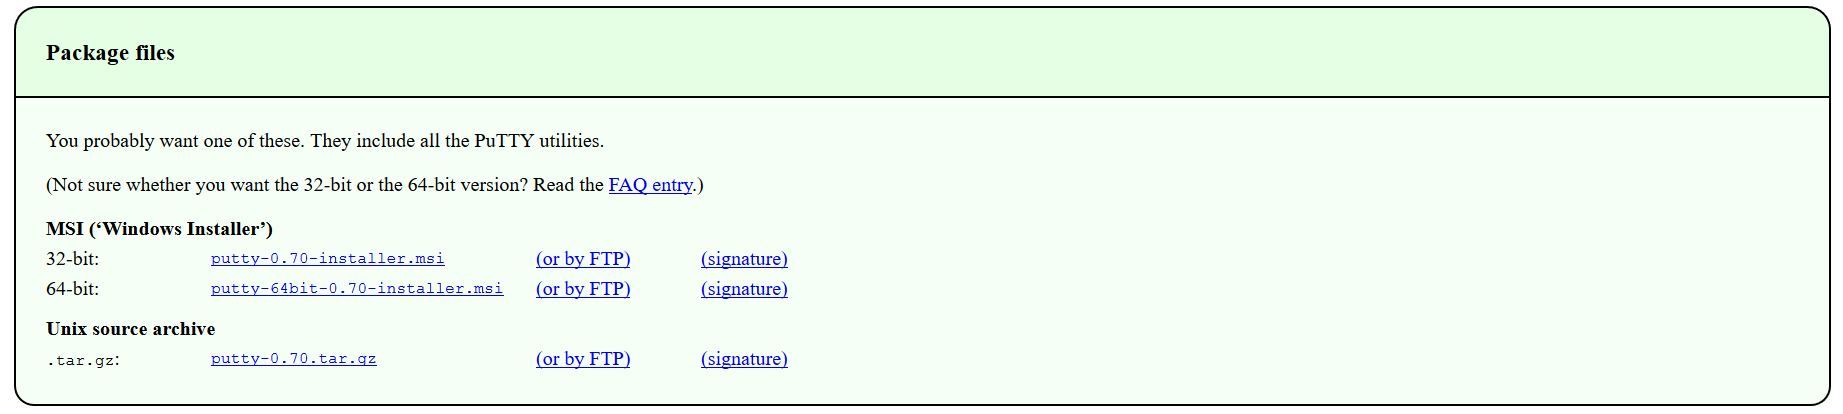 Package files
You probably want one of these. They include all the PuTTY utilities.
(Not sure whether you want the 32-bit or the 64-bit version? Read the FAQ entry.)
MSI (‘Windows Installer’)
32-bit: putty-0.70-installer.msi (or by FTP) (signature)
64-bit: putty-64bit-0.70-installer.msi (or by FTP) (signature)
Unix source archive
.tar.gz: putty-0.70.tar.gz (or by FTP) (signature)